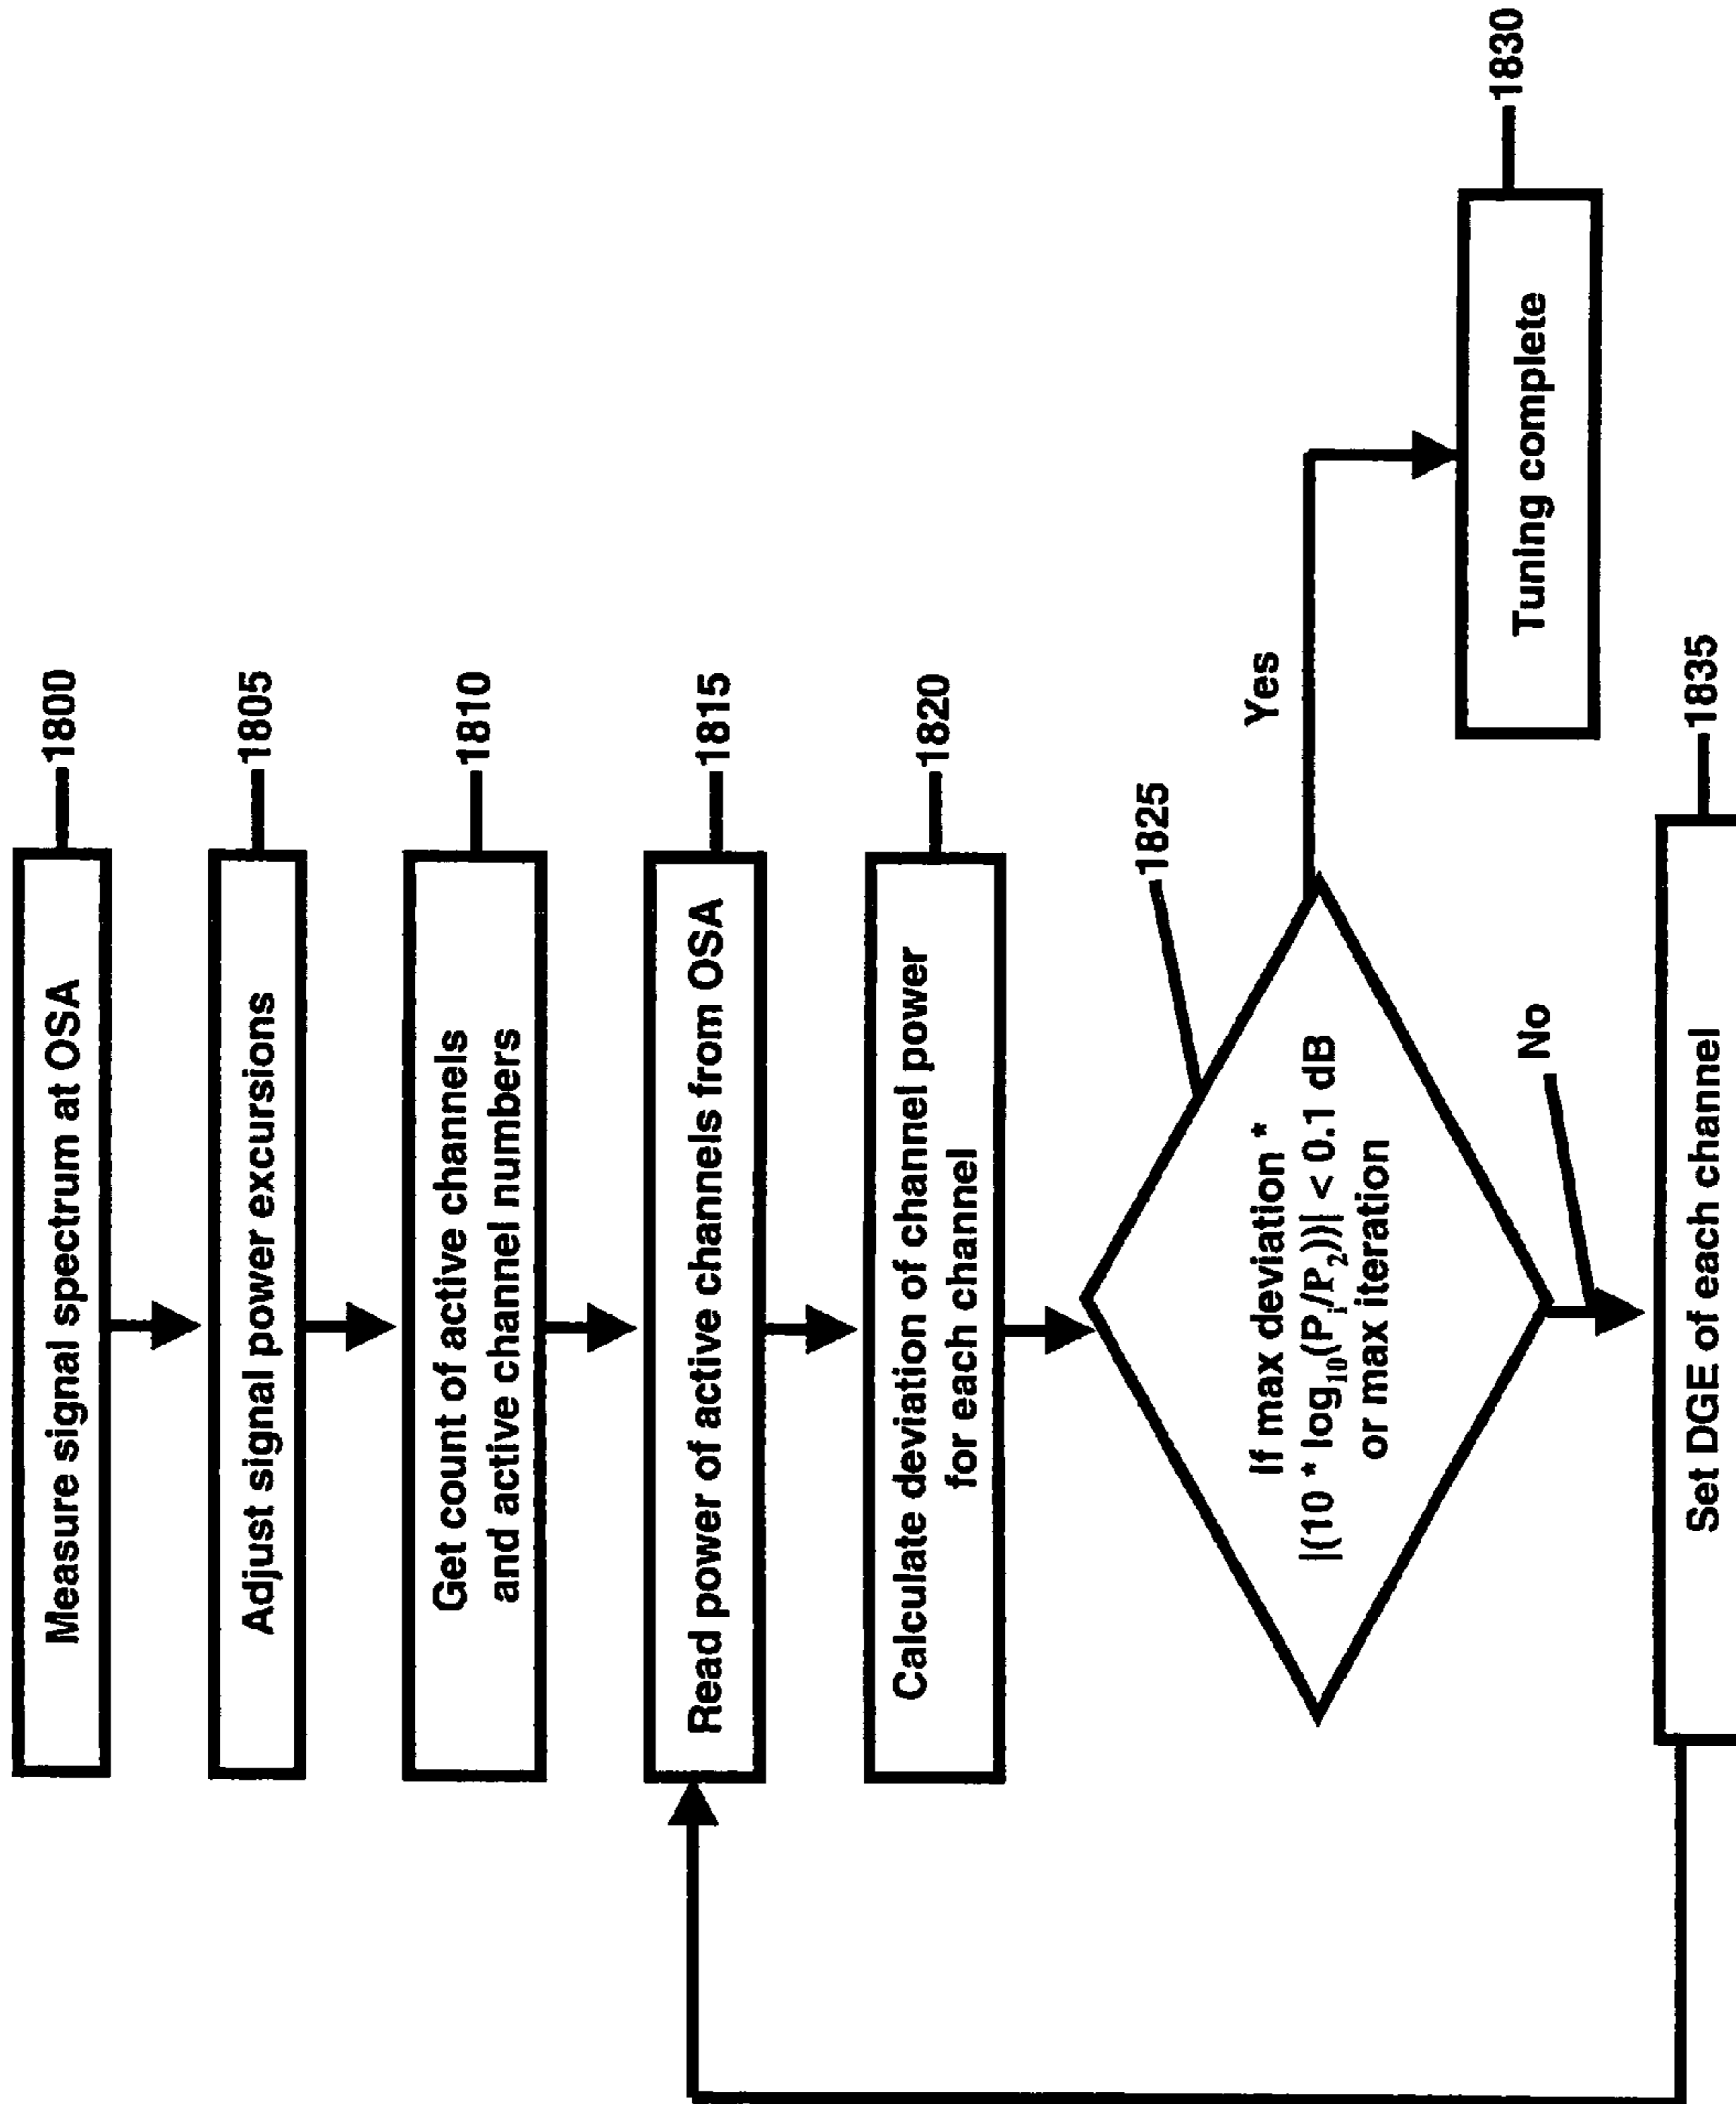 Measure signal spectrum at OSA
1800
Adjust signal power excursions
1805
Get count of active channels
and active channel numbers
1810
Read power of active channels from OSA
1815
Calculate deviation of channel power
for each channel
1820
1825
If max deviation *
|(10 * log₁₀(Pᵢ/P₂))| < 0.1 dB
or max iteration
Yes
Tuning complete
1830
No
Set DGE of each channel
1835